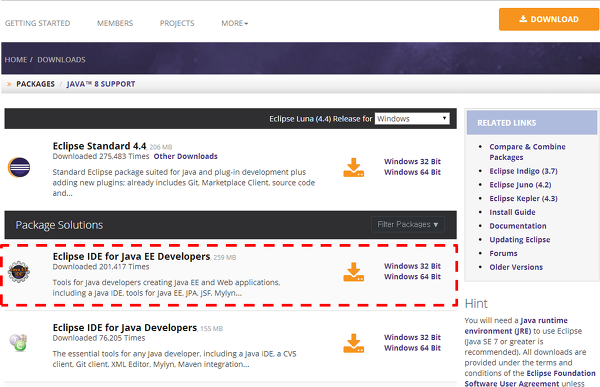 GETTING STARTED MEMBERS PROJECTS MORE
DOWNLOAD
HOME / DOWNLOADS
» PACKAGES / JAVA™ 8 SUPPORT
Eclipse Luna (4.4) Release for Windows
Eclipse Standard 4.4, 206 MB
Downloaded 275,483 Times Other Downloads
Standard Eclipse package suited for Java and plug-in development plus
adding new plugins; already includes Git, Marketplace Client, source code
and...
Windows 32 Bit
Windows 64 Bit
Package Solutions
Filter Packages ▼
Eclipse IDE for Java EE Developers, 259 MB
Downloaded 201,417 Times
Tools for Java developers creating Java EE and Web applications,
including a Java IDE, tools for Java EE, JPA, JSF, Mylyn...
Windows 32 Bit
Windows 64 Bit
Eclipse IDE for Java Developers, 155 MB
Downloaded 76,205 Times
The essential tools for any Java developer, including a Java IDE, a CVS
client, Git client, XML Editor, Mylyn, Maven integration...
Windows 32 Bit
Windows 64 Bit
RELATED LINKS
Compare & Combine
Packages
Eclipse Indigo (3.7)
Eclipse Juno (4.2)
Eclipse Kepler (4.3)
Install Guide
Documentation
Updating Eclipse
Forums
Older Versions
Hint
You will need a Java runtime
environment (JRE) to use Eclipse
(Java SE 7 or greater is
recommended). All downloads are
provided under the terms and
conditions of the Eclipse Foundation
Software User Agreement unless